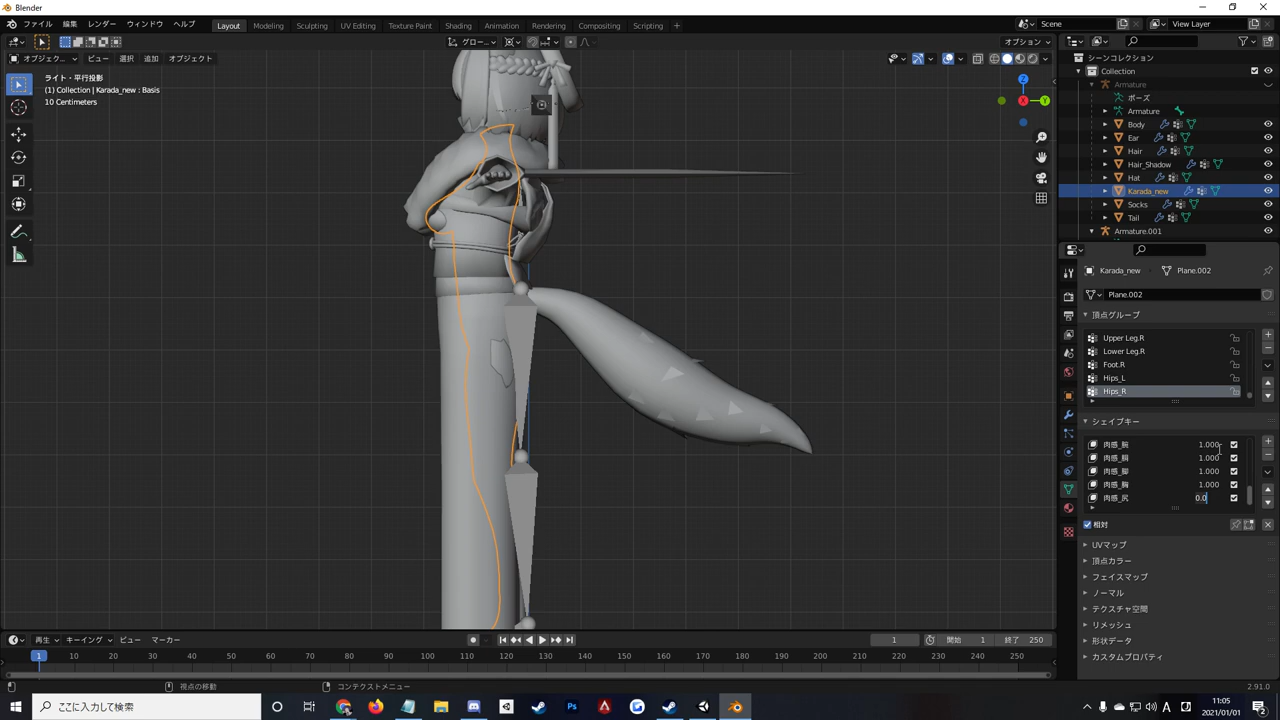 Blender
ファイル 編集 レンダー ウィンドウ ヘルプ Layout Modeling Sculpting UV Editing Texture Paint Shading Animation Rendering Compositing Scripting + Scene View Layer
グロー... オプション
オブジェク... ビュー 選択 追加 オブジェクト
ライト・平行投影
(1) Collection | Karada_new : Basis
10 Centimeters
Z
X
Y
シーンコレクション
Collection
Armature
ポーズ
Armature
Body
Ear
Hair
Hair_Shadow
Hat
Karada_new
Socks
Tail
Armature.001
Karada_new Plane.002
Plane.002
頂点グループ
Upper Leg.R
Lower Leg.R
Foot.R
Hips_L
Hips_R
シェイプキー
肉感_腕 1.000
肉感_胴 1.000
肉感_脚 1.000
肉感_胸 1.000
肉感_尻 0.0
相対
UVマップ
頂点カラー
フェイスマップ
ノーマル
テクスチャ空間
リメッシュ
形状データ
カスタムプロパティ
再生 キーイング ビュー マーカー 1 開始 1 終了 250
1 10 20 30 40 50 60 70 80 90 100 110 120 130 140 150 160 170 180 190 200 210 220 230 240 250
視点の移動 コンテクストメニュー 2.91.0
ここに入力して検索 Ps A 11:05
2021/01/01 2